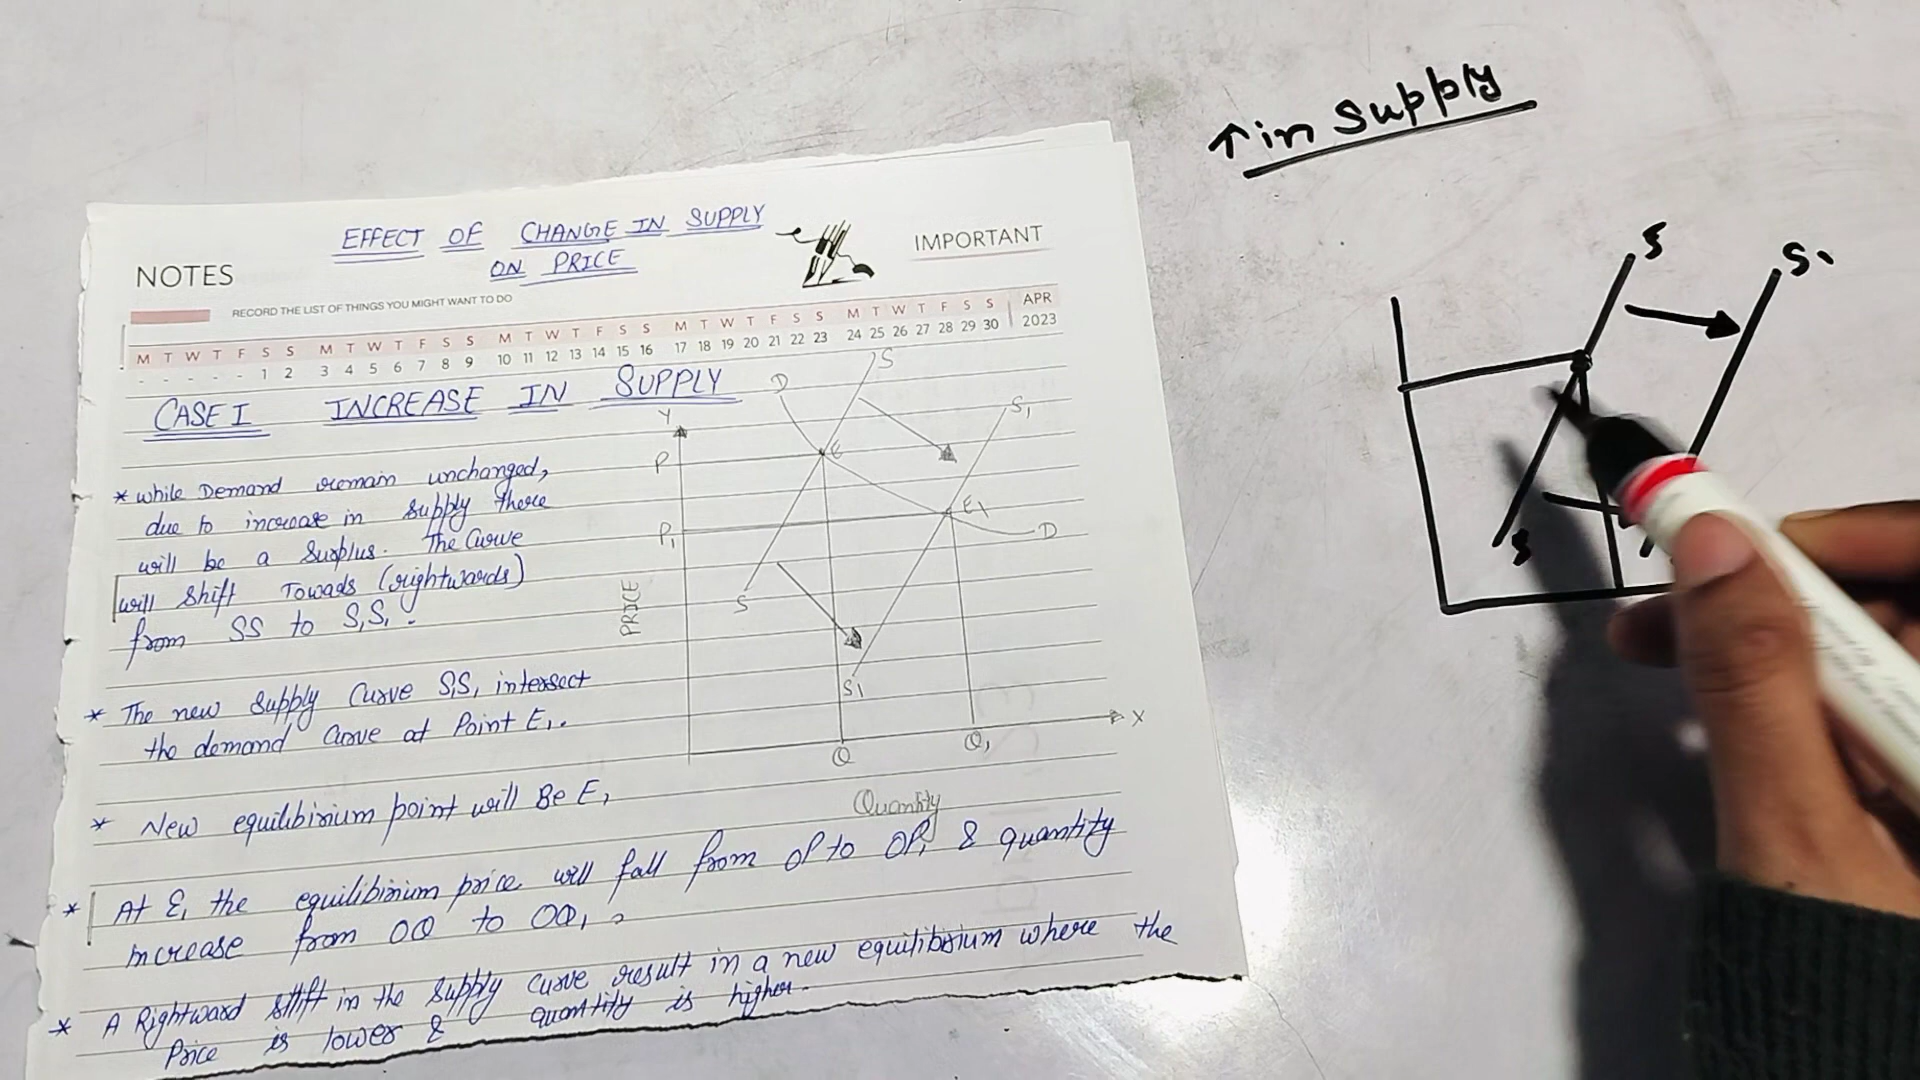 ↑ in Supply
EFFECT OF CHANGE IN SUPPLY
ON PRICE
NOTES
IMPORTANT
RECORD THE LIST OF THINGS YOU MIGHT WANT TO DO
M T W T F S S M T W T F S S M T W T F S S M T W T F S S M T W T F S S APR
- - - - - 1 2 3 4 5 6 7 8 9 10 11 12 13 14 15 16 17 18 19 20 21 22 23 24 25 26 27 28 29 30 2023
CASE I INCREASE IN SUPPLY
* While Demand remain unchanged,
due to increase in supply there
will be a Surplus. The Curve
will Shift Towads (rightwards)
from SS to S1S1.
* The new Supply Curve S1S1 intersect
the demand Curve at Point E1.
* New equilibirium point will Be E1
* At E1 the equilibirium price will fall from OP to OP1 & quantity
increase from OQ to OQ1
* A Rightward shift in the Supply Curve result in a new equilibirium where the
Price is lower & quantity is higher.
Y
D
S
S1
P
E
P1
E1
D
PRICE
S
S1
X
Q
Q1
Quantity
S
S1
S